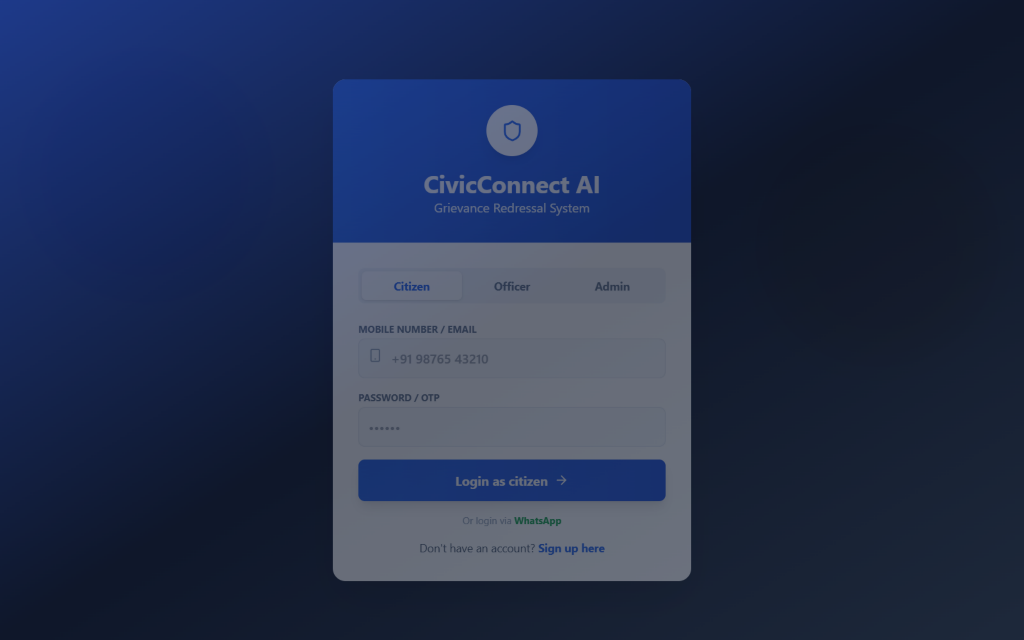 CivicConnect AI
Grievance Redressal System
Citizen Officer Admin
MOBILE NUMBER / EMAIL
+91 98765 43210
PASSWORD / OTP
••••••
Login as citizen →
Or login via WhatsApp
Don't have an account? Sign up here